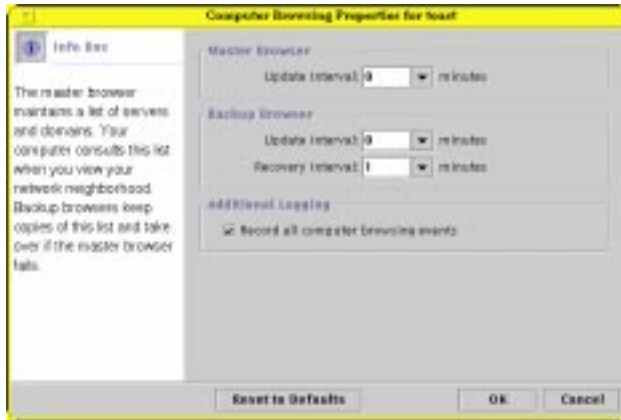 Computer Browsing Properties for toast
Info Box
The master browser
maintains a list of servers
and domains. Your
computer consults this list
when you view your
network neighborhood.
Backup browsers keep
copies of this list and take
over if the master browser
fails.
Master Browser
Update Interval: minutes
Backup Browser
Update Interval: minutes
Recovery Interval: minutes
Additional Logging
Record all computer browsing events
Reset to Defaults OK Cancel